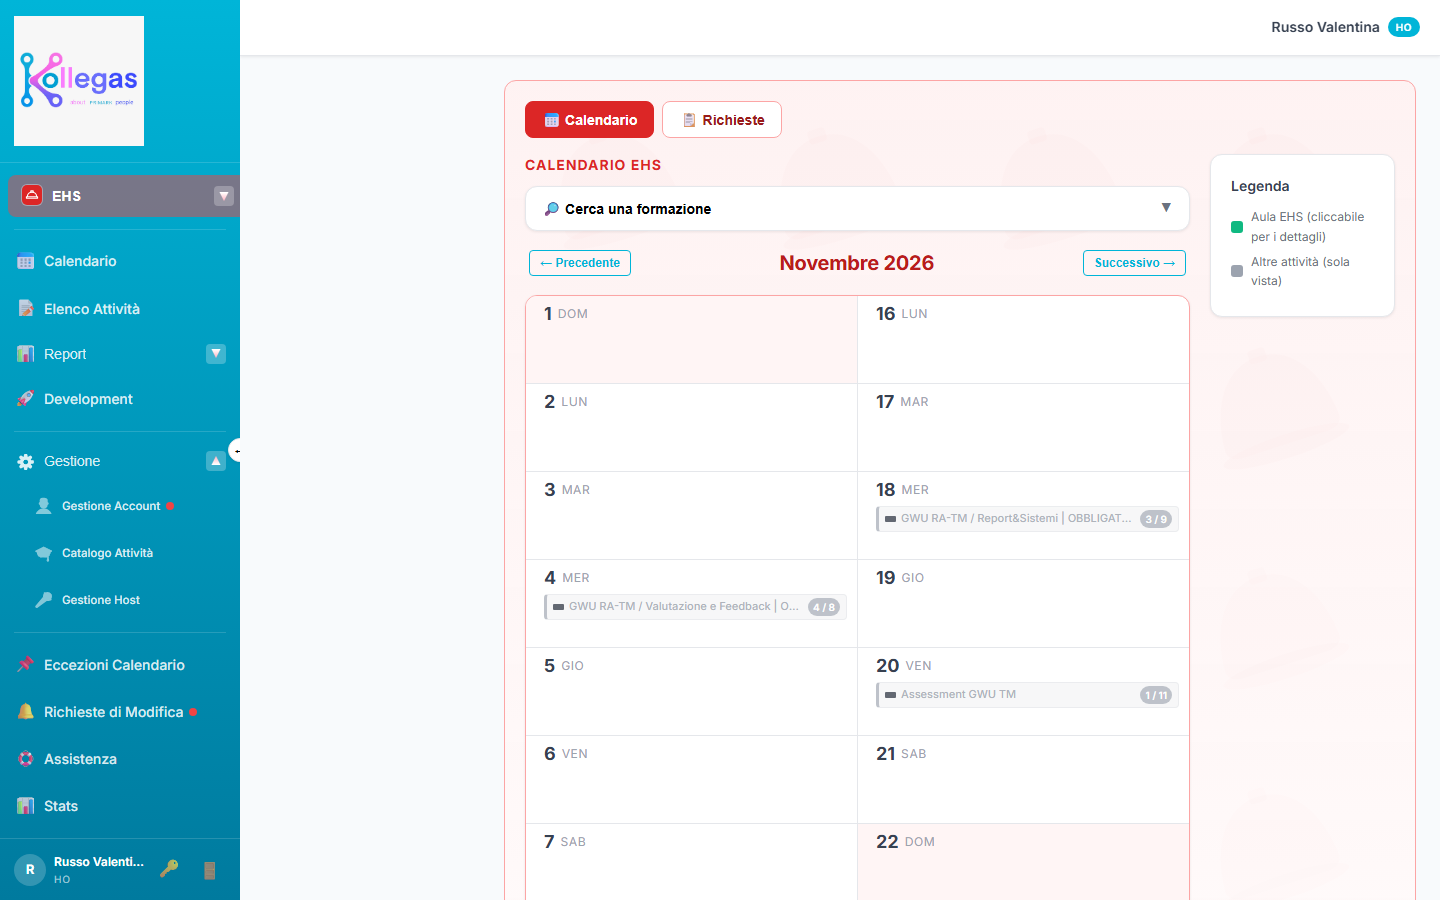 Kollegas
about PRIMARK people
EHS
Calendario
Elenco Attività
Report
Development
Gestione
Gestione Account
Catalogo Attività
Gestione Host
Eccezioni Calendario
Richieste di Modifica
Assistenza
Stats
R
Russo Valenti...
HO
Russo Valentina HO
Calendario
Richieste
CALENDARIO EHS
Cerca una formazione
← Precedente
Novembre 2026
Successivo →
1 DOM
16 LUN
2 LUN
17 MAR
3 MAR
18 MER
GWU RA-TM / Report&Sistemi | OBBLIGAT... 3 / 9
4 MER
GWU RA-TM / Valutazione e Feedback | O... 4 / 8
19 GIO
5 GIO
20 VEN
Assessment GWU TM 1 / 11
6 VEN
21 SAB
7 SAB
22 DOM
Legenda
Aula EHS (cliccabile
per i dettagli)
Altre attività (sola
vista)